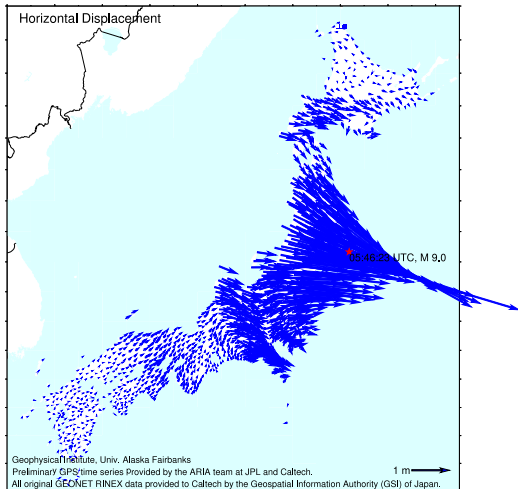 Horizontal Displacement
05:46:23 UTC, M 9.0
Geophysical Institute, Univ. Alaska Fairbanks
Preliminary GPS time series Provided by the ARIA team at JPL and Caltech.
1 m
All original GEONET RINEX data provided to Caltech by the Geospatial Information Authority (GSI) of Japan.